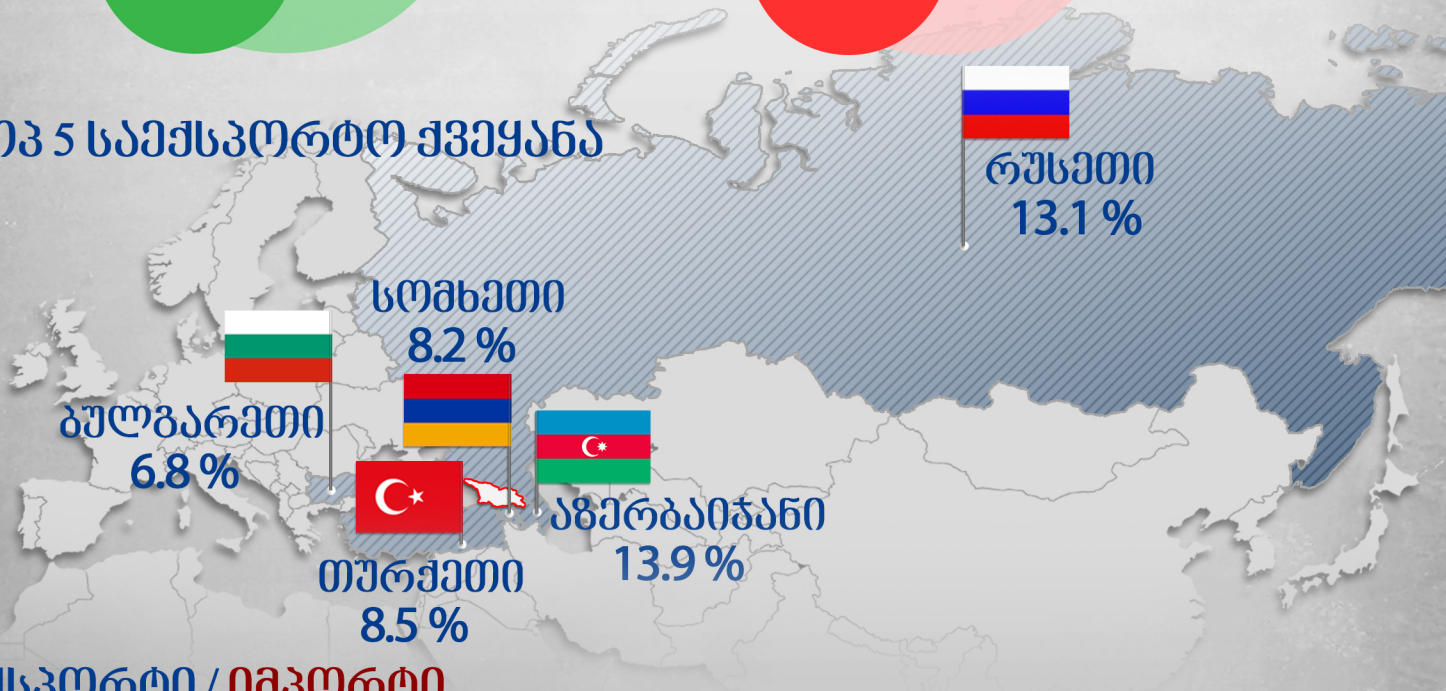 5 საექსპორტო ქვეყანა
რუსეთი
13.1 %
სომხეთი
8.2 %
ბულგარეთი
6.8 %
აზერბაიჯანი
13.9 %
თურქეთი
8.5 %
/ იმპორტი